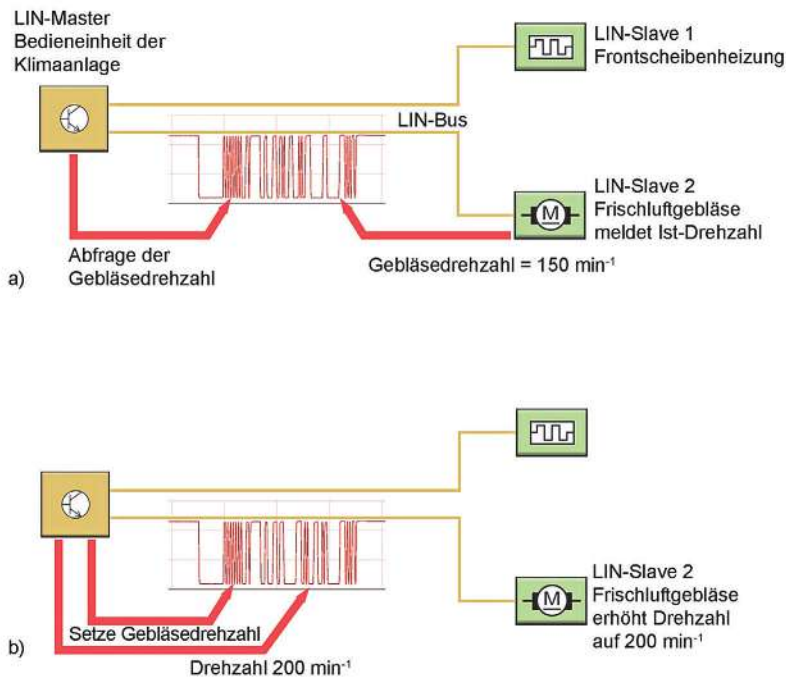 LIN-Master
Bedieneinheit der
Klimaanlage
LIN-Slave 1
Frontscheibenheizung
LIN-Bus
M
LIN-Slave 2
Frischluftgebläse
meldet Ist-Drehzahl
Abfrage der
Gebläsedrehzahl
Gebläsedrehzahl = 150 min⁻¹
a)
M
LIN-Slave 2
Frischluftgebläse
erhöht Drehzahl
auf 200 min⁻¹
Setze Gebläsedrehzahl
Drehzahl 200 min⁻¹
b)